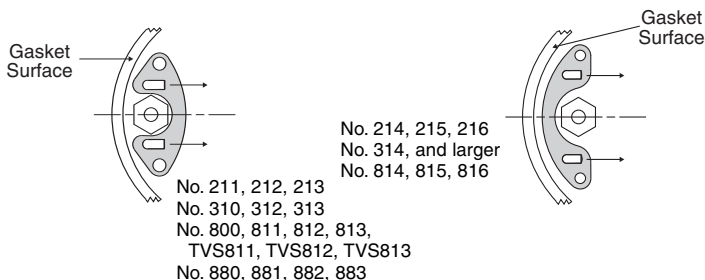 Gasket
Surface
No. 211, 212, 213
No. 310, 312, 313
No. 800, 811, 812, 813,
TVS811, TVS812, TVS813
No. 880, 881, 882, 883
Gasket
Surface
No. 214, 215, 216
No. 314, and larger
No. 814, 815, 816